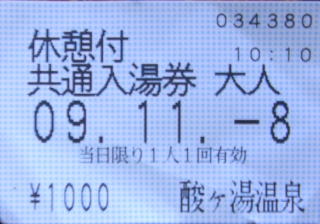 034380
休憩付 10:10
共通入湯券 大人
09.11.-8
当日限り1人1回有効
¥1000 酸ヶ湯温泉